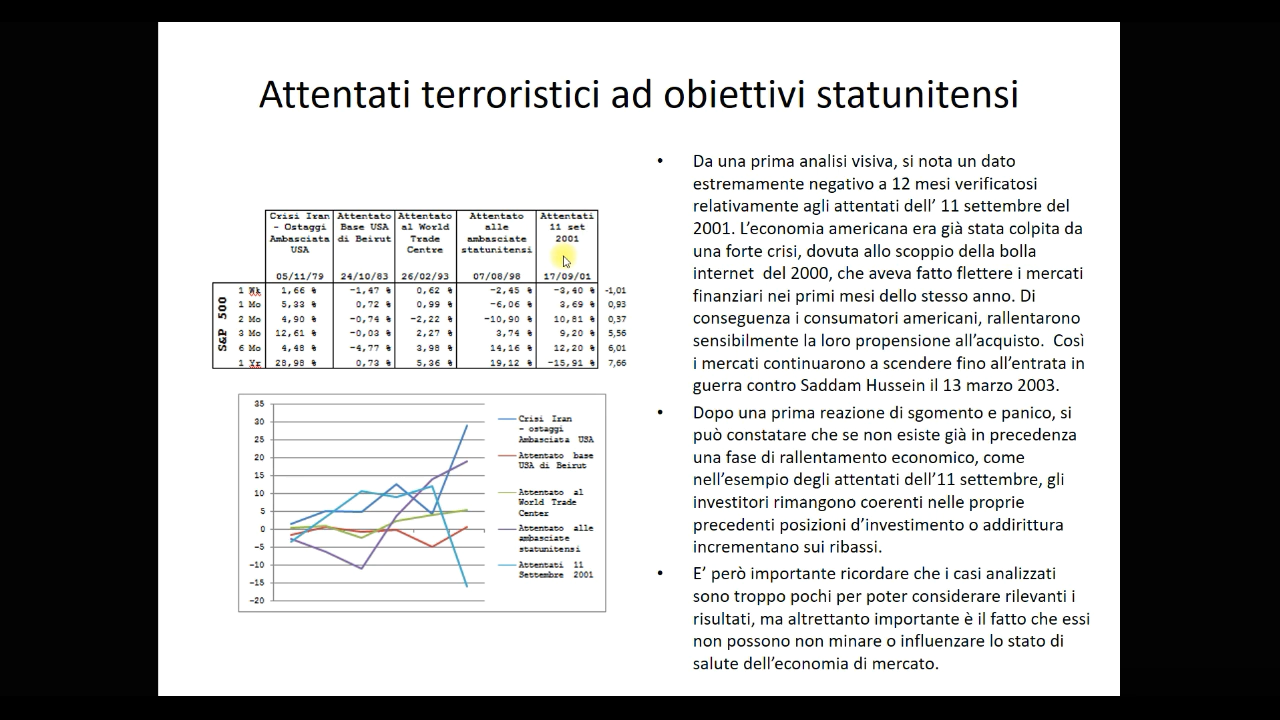 Attentati terroristici ad obiettivi statunitensi
Crisi Iran - Ostaggi Ambasciata USA 05/11/79 | Attentato Base USA di Beirut 24/10/83 | Attentato al World Trade Centre 26/02/93 | Attentato alle ambasciate statunitensi 07/08/98 | Attentati 11 set 2001 17/09/01
S&P 500
1 Wk 1,66 % -1,47 % 0,62 % -2,45 % -3,40 % -1,01
1 Mo 5,33 % 0,72 % 0,99 % -6,06 % 3,69 % 0,93
2 Mo 4,90 % -0,74 % -2,22 % -10,90 % 10,81 % 0,37
3 Mo 12,61 % -0,03 % 2,27 % 3,74 % 9,20 % 5,56
6 Mo 4,48 % -4,77 % 3,98 % 14,16 % 12,20 % 6,01
1 Yr 28,98 % 0,73 % 5,36 % 19,12 % -15,91 % 7,66
35
30
25
20
15
10
5
0
-5
-10
-15
-20
Crisi Iran
- ostaggi
Ambasciata USA
Attentato base
USA di Beirut
Attentato al
World Trade
Center
Attentato alle
ambasciate
statunitensi
Attentati 11
Settembre 2001
• Da una prima analisi visiva, si nota un dato
estremamente negativo a 12 mesi verificatosi
relativamente agli attentati dell’ 11 settembre del
2001. L’economia americana era già stata colpita da
una forte crisi, dovuta allo scoppio della bolla
internet del 2000, che aveva fatto flettere i mercati
finanziari nei primi mesi dello stesso anno. Di
conseguenza i consumatori americani, rallentarono
sensibilmente la loro propensione all’acquisto. Così
i mercati continuarono a scendere fino all’entrata in
guerra contro Saddam Hussein il 13 marzo 2003.
• Dopo una prima reazione di sgomento e panico, si
può constatare che se non esiste già in precedenza
una fase di rallentamento economico, come
nell’esempio degli attentati dell’11 settembre, gli
investitori rimangono coerenti nelle proprie
precedenti posizioni d’investimento o addirittura
incrementano sui ribassi.
• E’ però importante ricordare che i casi analizzati
sono troppo pochi per poter considerare rilevanti i
risultati, ma altrettanto importante è il fatto che essi
non possono non minare o influenzare lo stato di
salute dell’economia di mercato.